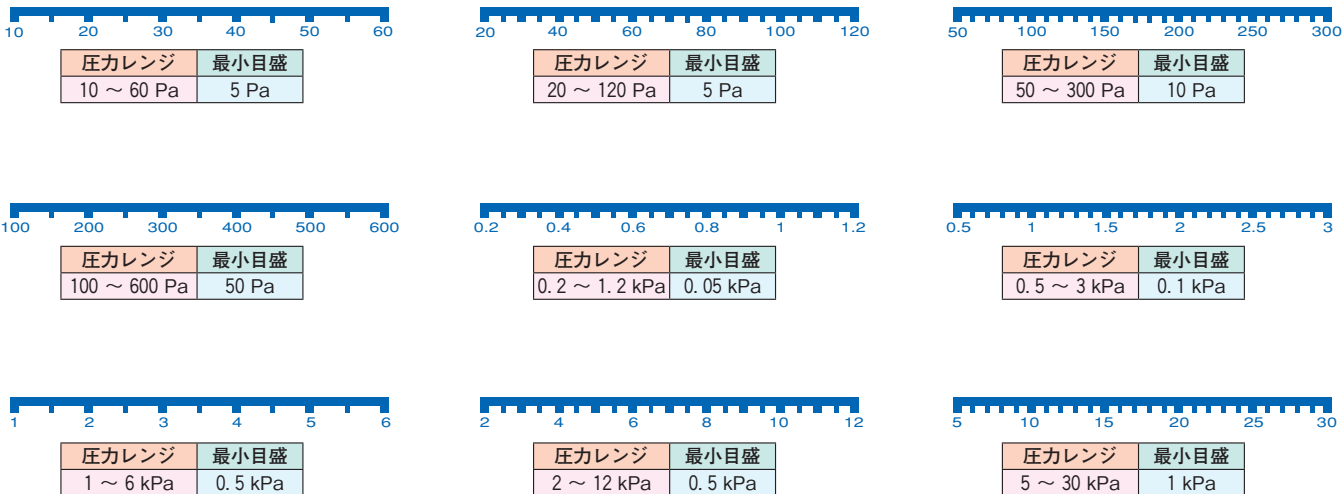 10 20 30 40 50 60
圧力レンジ 最小目盛
10 ～ 60 Pa 5 Pa
20 40 60 80 100 120
圧力レンジ 最小目盛
20 ～ 120 Pa 5 Pa
50 100 150 200 250 300
圧力レンジ 最小目盛
50 ～ 300 Pa 10 Pa
100 200 300 400 500 600
圧力レンジ 最小目盛
100 ～ 600 Pa 50 Pa
0.2 0.4 0.6 0.8 1 1.2
圧力レンジ 最小目盛
0.2 ～ 1.2 kPa 0.05 kPa
0.5 1 1.5 2 2.5 3
圧力レンジ 最小目盛
0.5 ～ 3 kPa 0.1 kPa
1 2 3 4 5 6
圧力レンジ 最小目盛
1 ～ 6 kPa 0.5 kPa
2 4 6 8 10 12
圧力レンジ 最小目盛
2 ～ 12 kPa 0.5 kPa
5 10 15 20 25 30
圧力レンジ 最小目盛
5 ～ 30 kPa 1 kPa